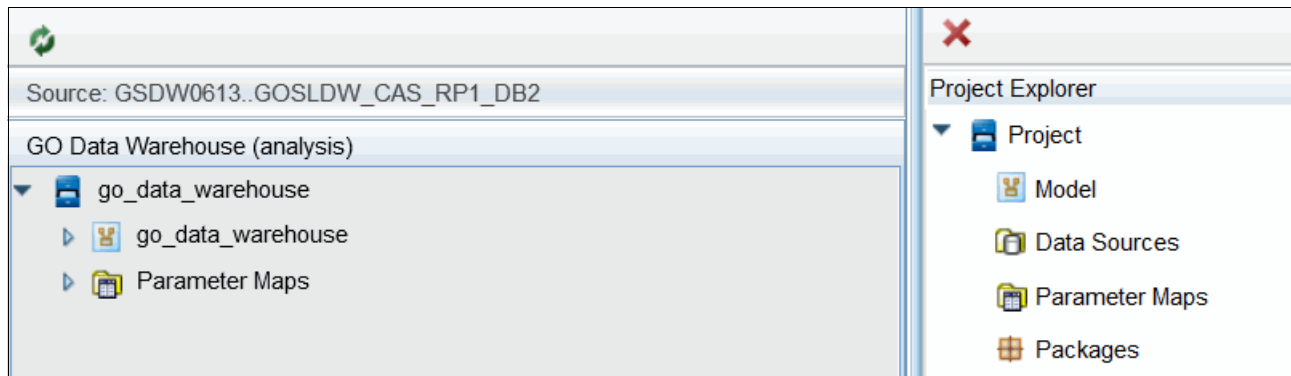 Source: GSDW0613..GOSLDW_CAS_RP1_DB2
GO Data Warehouse (analysis)
go_data_warehouse
go_data_warehouse
Parameter Maps
Project Explorer
Project
Model
Data Sources
Parameter Maps
Packages